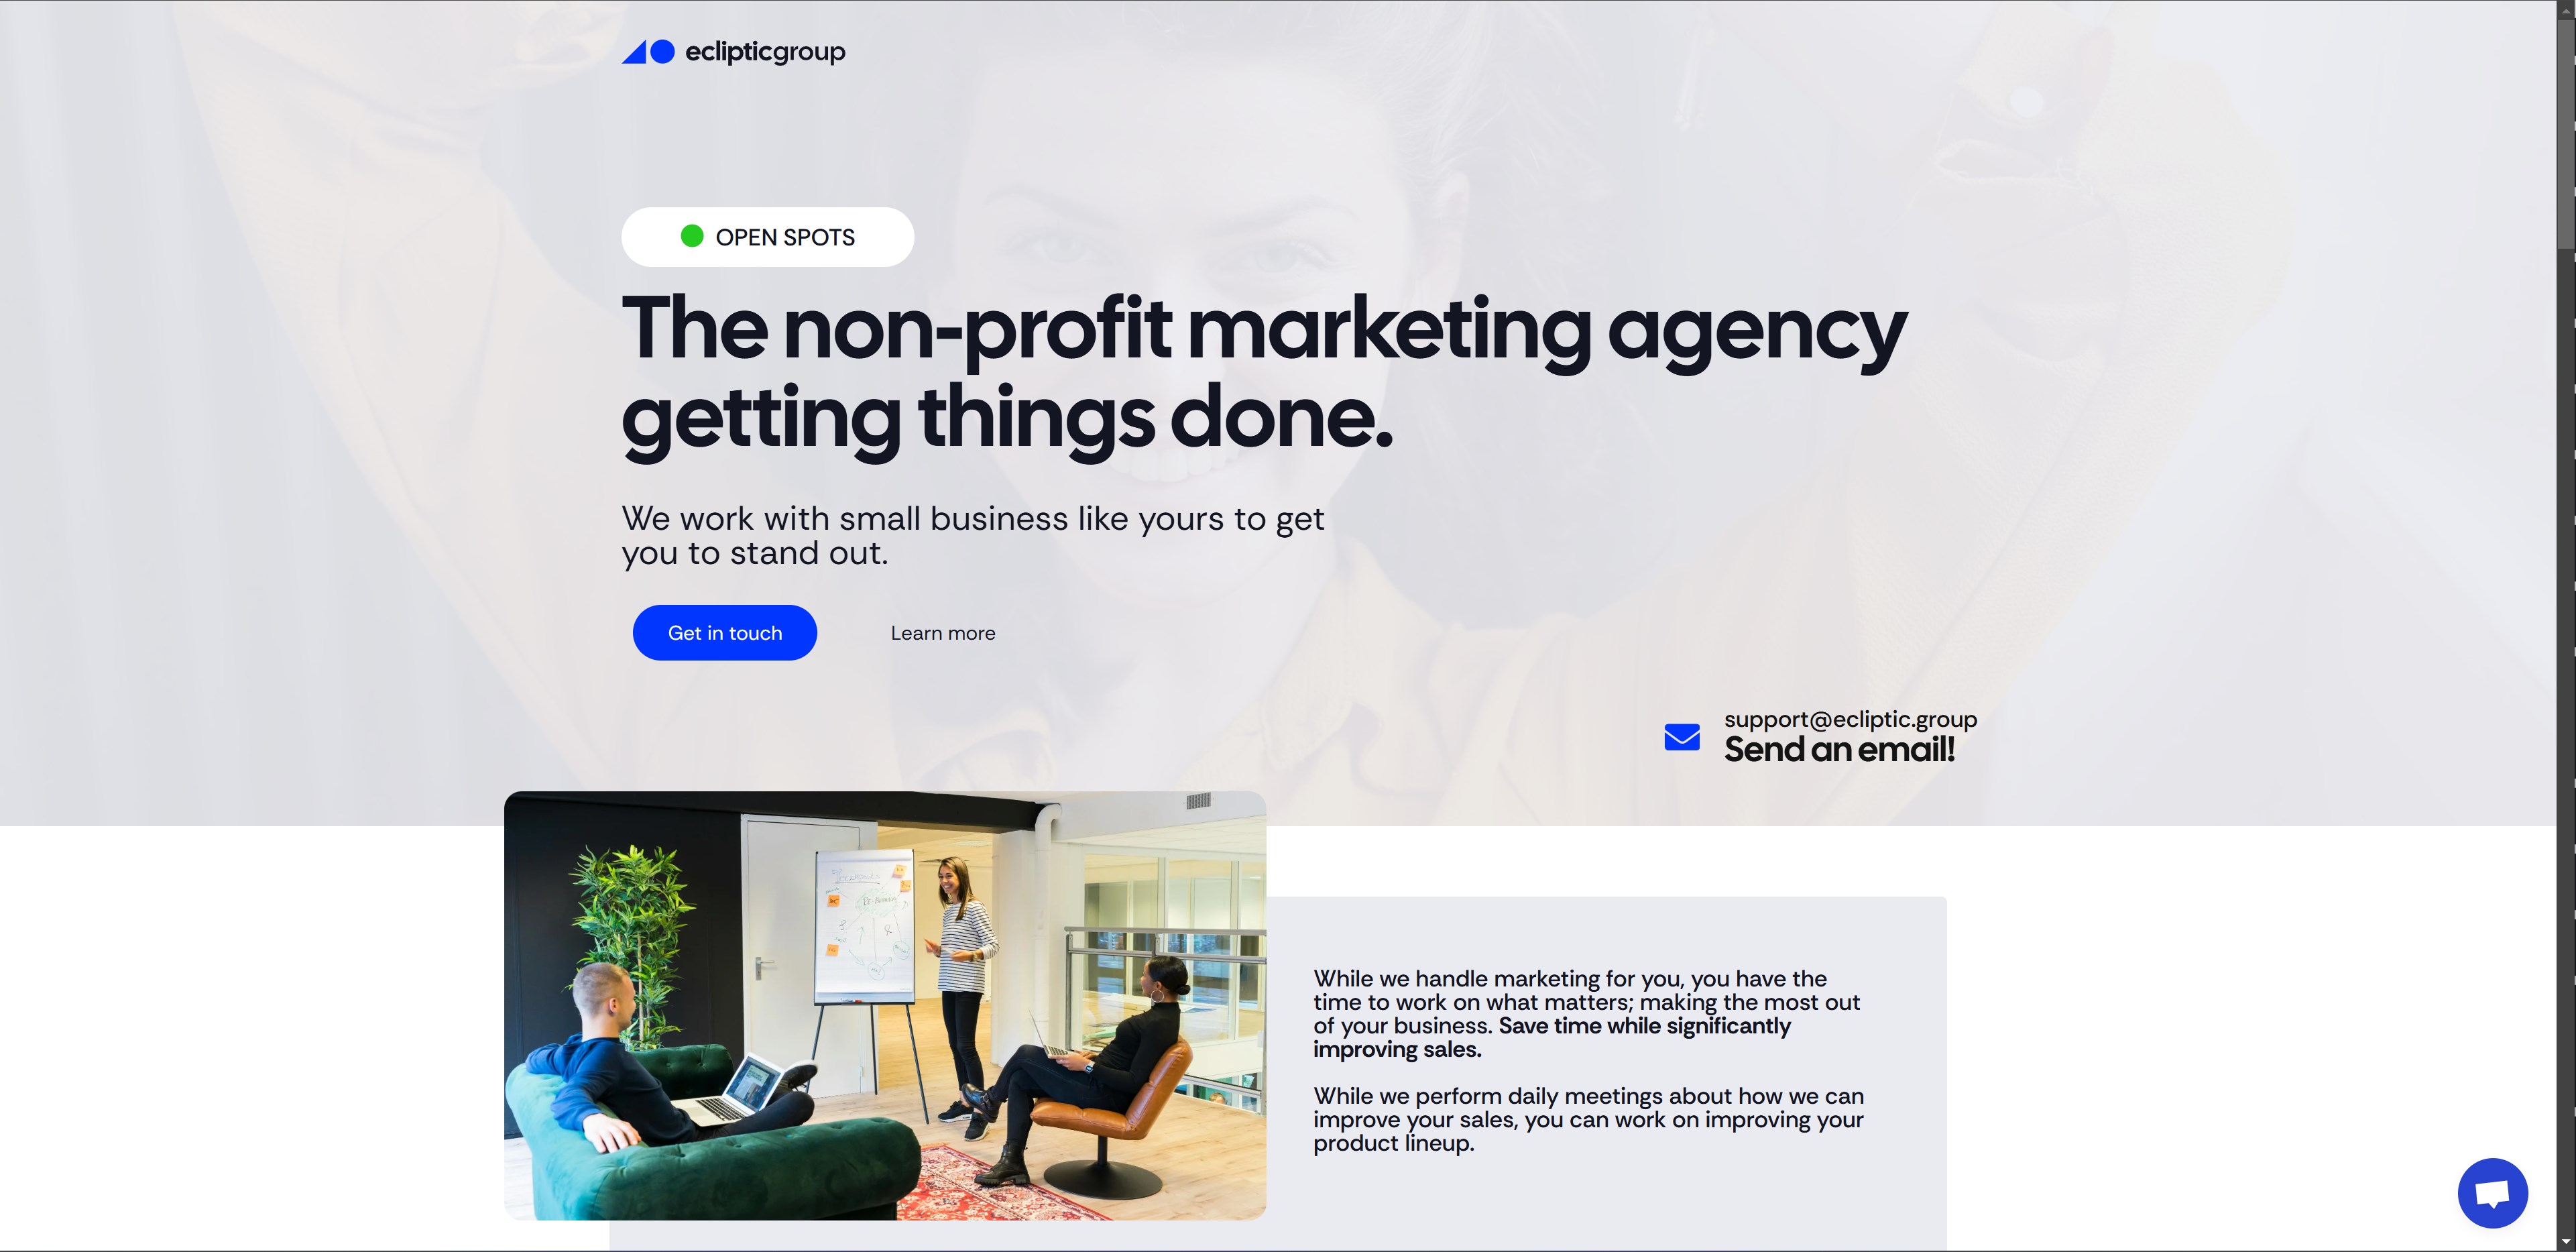 eclipticgroup
OPEN SPOTS
The non-profit marketing agency
getting things done.
We work with small business like yours to get
you to stand out.
Get in touch
Learn more
support@ecliptic.group
Send an email!
While we handle marketing for you, you have the
time to work on what matters; making the most out
of your business. Save time while significantly
improving sales.
While we perform daily meetings about how we can
improve your sales, you can work on improving your
product lineup.